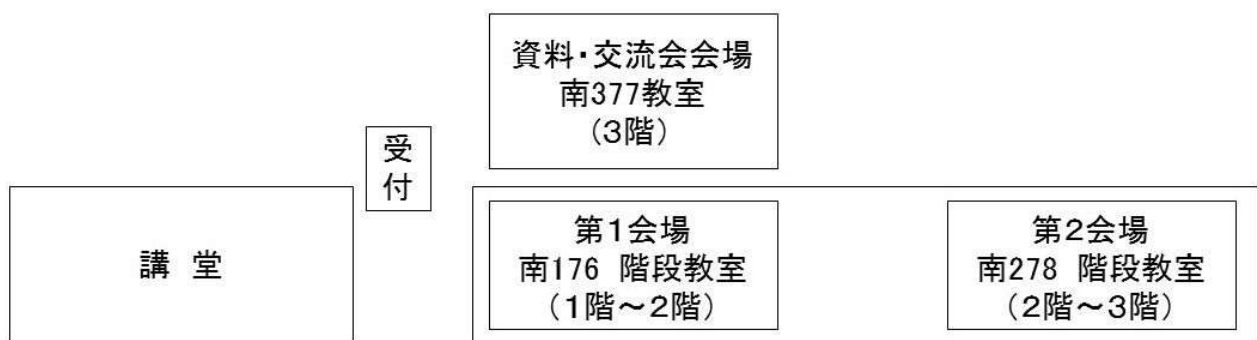 資料・交流会会場
南377教室
(3階)
受
付
講 堂
第1会場
南176 階段教室
(1階～2階)
第2会場
南278 階段教室
(2階～3階)